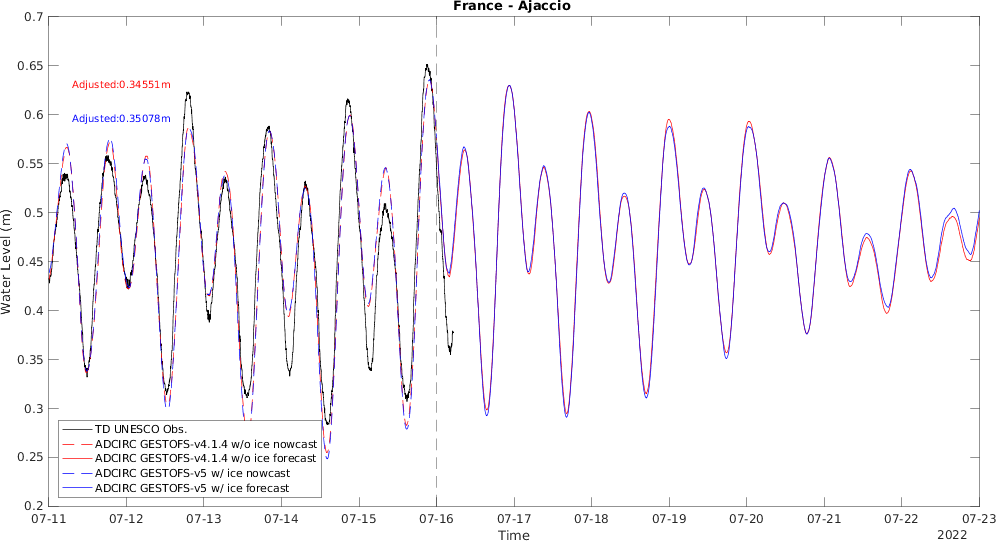 France - Ajaccio
0.7
0.65
0.6
0.55
0.5
0.45
0.4
0.35
0.3
0.25
0.2
Water Level (m)
Adjusted:0.34551m
Adjusted:0.35078m
TD UNESCO Obs.
ADCIRC GESTOFS-v4.1.4 w/o ice nowcast
ADCIRC GESTOFS-v4.1.4 w/o ice forecast
ADCIRC GESTOFS-v5 w/ ice nowcast
ADCIRC GESTOFS-v5 w/ ice forecast
07-11 07-12 07-13 07-14 07-15 07-16 07-17 07-18 07-19 07-20 07-21 07-22 07-23
Time
2022